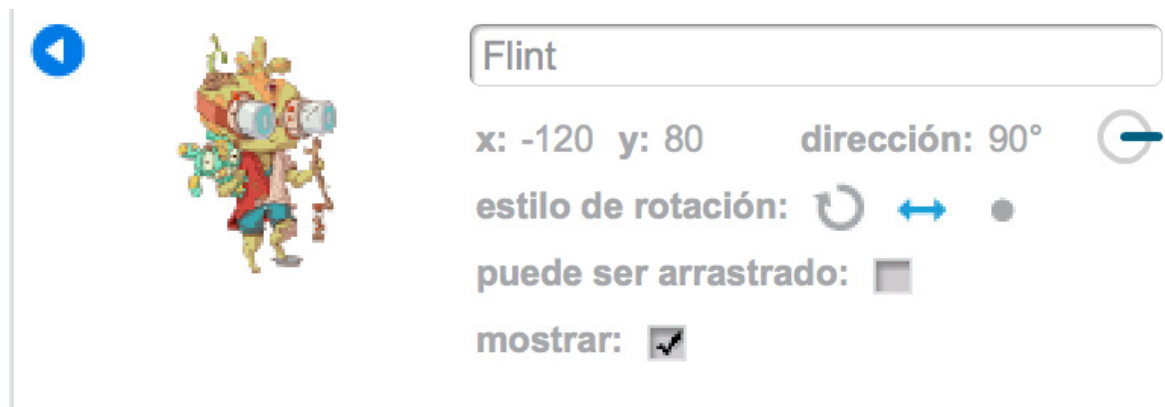 Flint
x: -120 y: 80 dirección: 90°
estilo de rotación:
puede ser arrastrado:
mostrar: